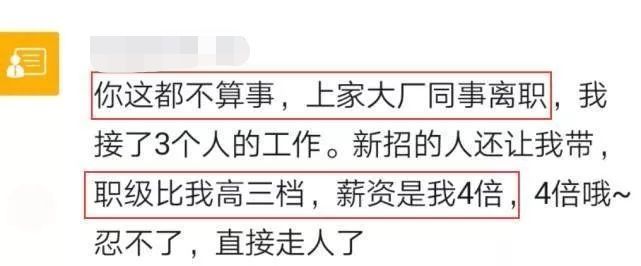 你这都不算事，上家大厂同事离职，我
接了3个人的工作。新招的人还让我带，
职级比我高三档，薪资是我4倍，4倍哦~
忍不了，直接走人了